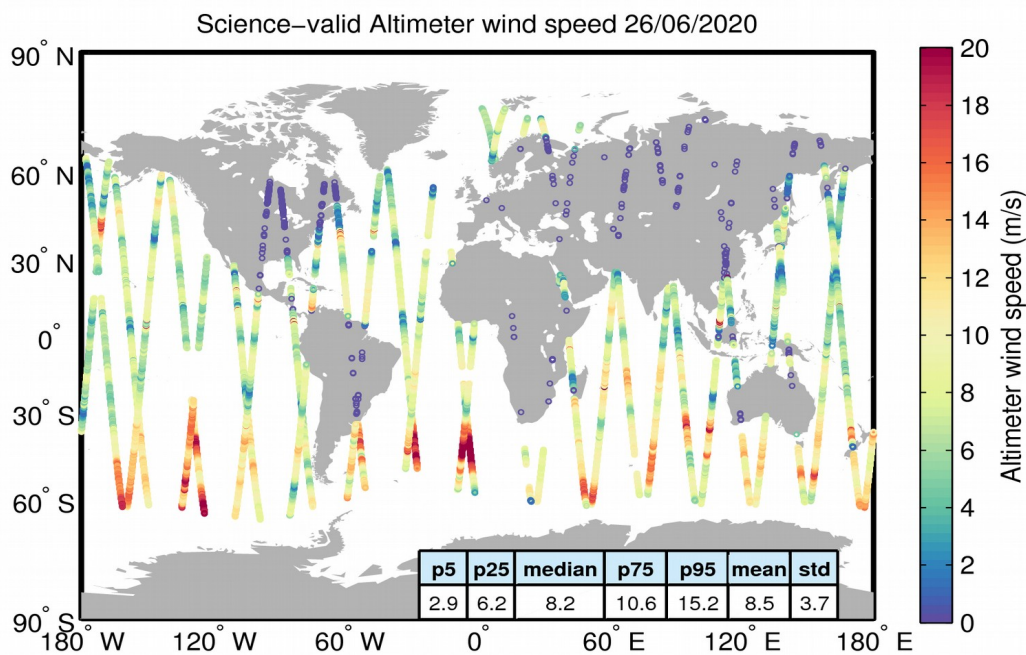 Science−valid Altimeter wind speed 26/06/2020
90° N
60° N
30° N
0°
30° S
60° S
90° S
180° W
120° W
60° W
0°
60° E
120° E
180° E
p5 p25 median p75 p95 mean std
2.9 6.2 8.2 10.6 15.2 8.5 3.7
20
18
16
14
12
10
8
6
4
2
0
Altimeter wind speed (m/s)